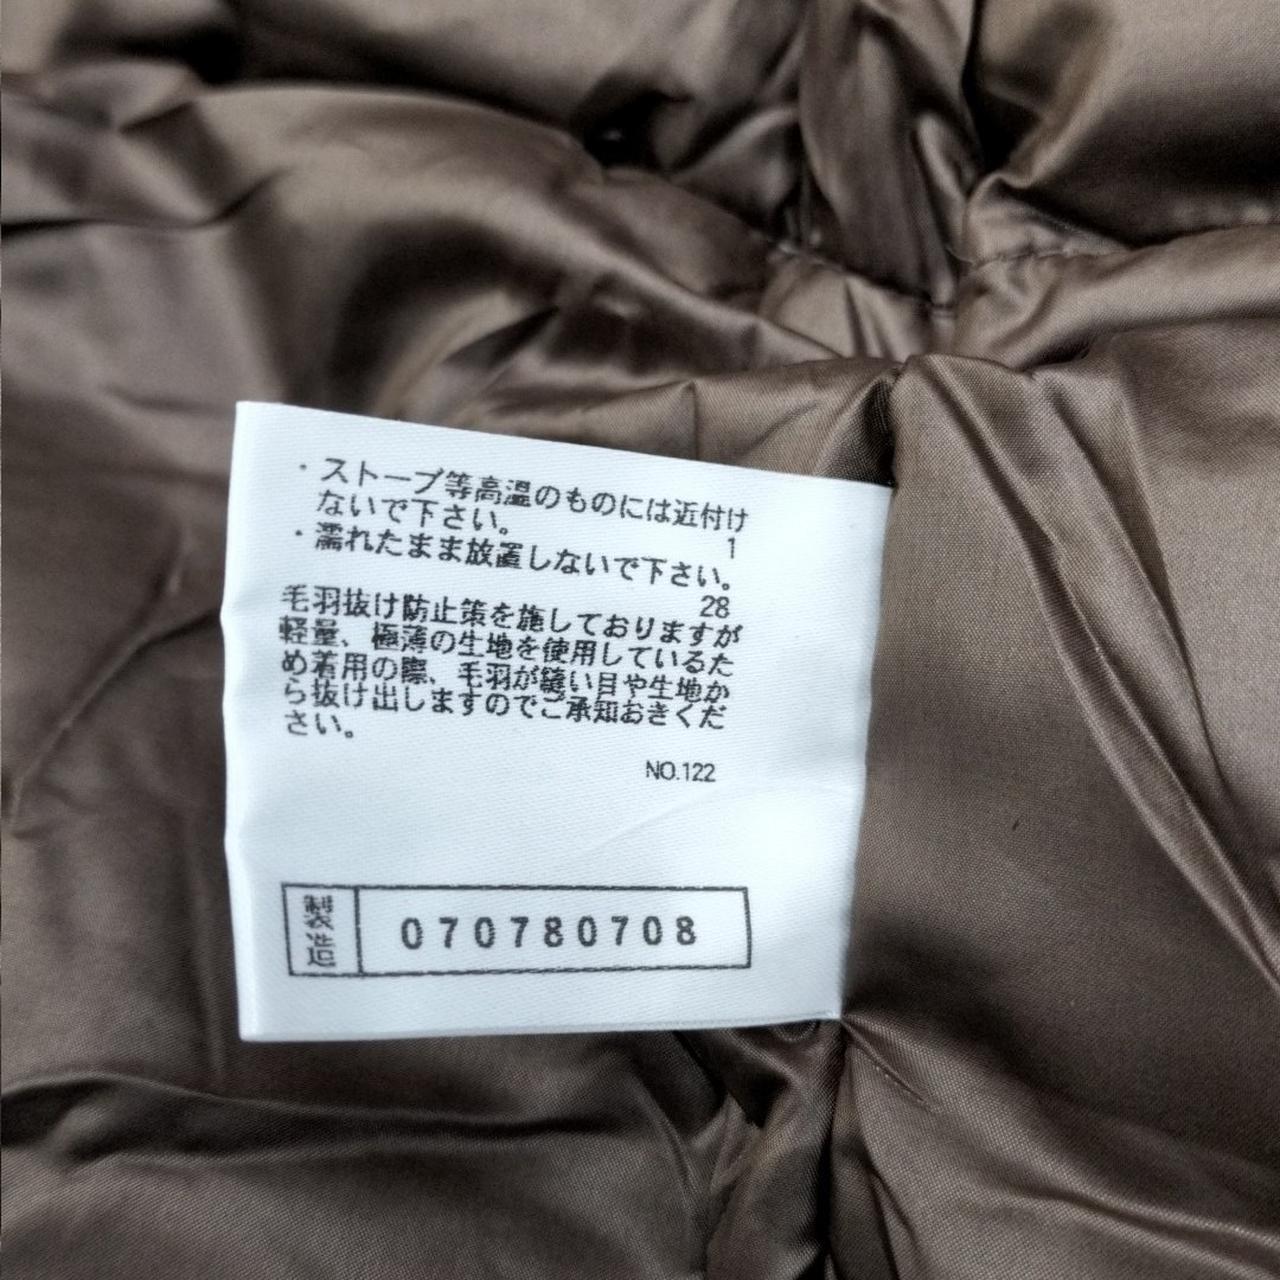 ・ストーブ等高温のものには近付け
ないで下さい。
1
・濡れたまま放置しないで下さい。
28
毛羽抜け防止策を施しておりますが
軽量、極薄の生地を使用しているた
め着用の際、毛羽が縫い目や生地か
ら抜け出しますのでご承知おきくだ
さい。
NO.122
製造 070780708